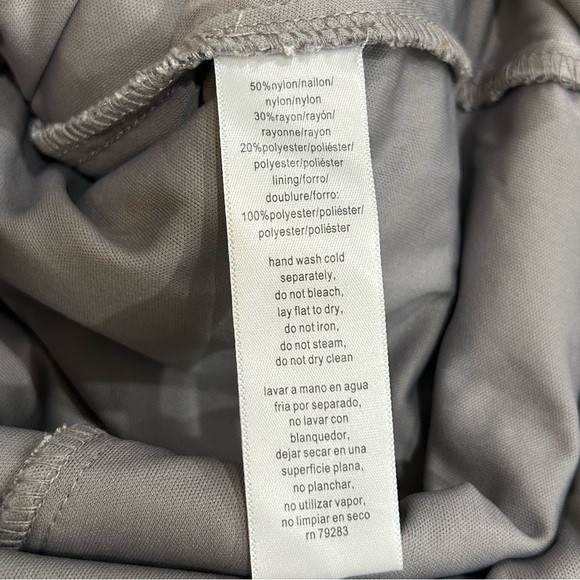 50%nylon/nailon/
nylon/nylon
30%rayon/rayón/
rayonne/rayon
20%polyester/poliéster/
polyester/poliéster
lining/forro/
doublure/forro:
100%polyester/poliéster/
polyester/poliéster
hand wash cold
separately,
do not bleach,
lay flat to dry,
do not iron,
do not steam,
do not dry clean
lavar a mano en agua
fria por separado,
no lavar con
blanquedor,
dejar secar en una
superficie plana,
no planchar,
no utilizar vapor,
no limpiar en seco
rn 79283